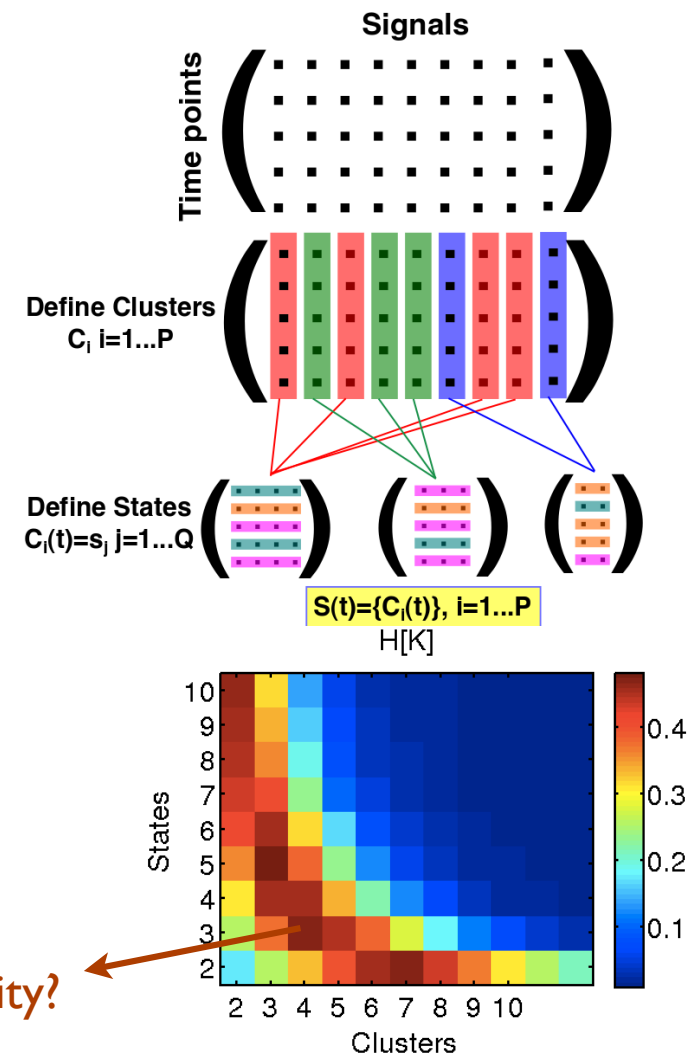 Signals
Time points
Define Clusters
Cᵢ i=1...P
Define States
Cᵢ(t)=sⱼ j=1...Q
S(t)={Cᵢ(t)}, i=1...P
H[K]
States
10
9
8
7
6
5
4
3
2
0.4
0.3
0.2
0.1
ity?
2 3 4 5 6 7 8 9 10
Clusters